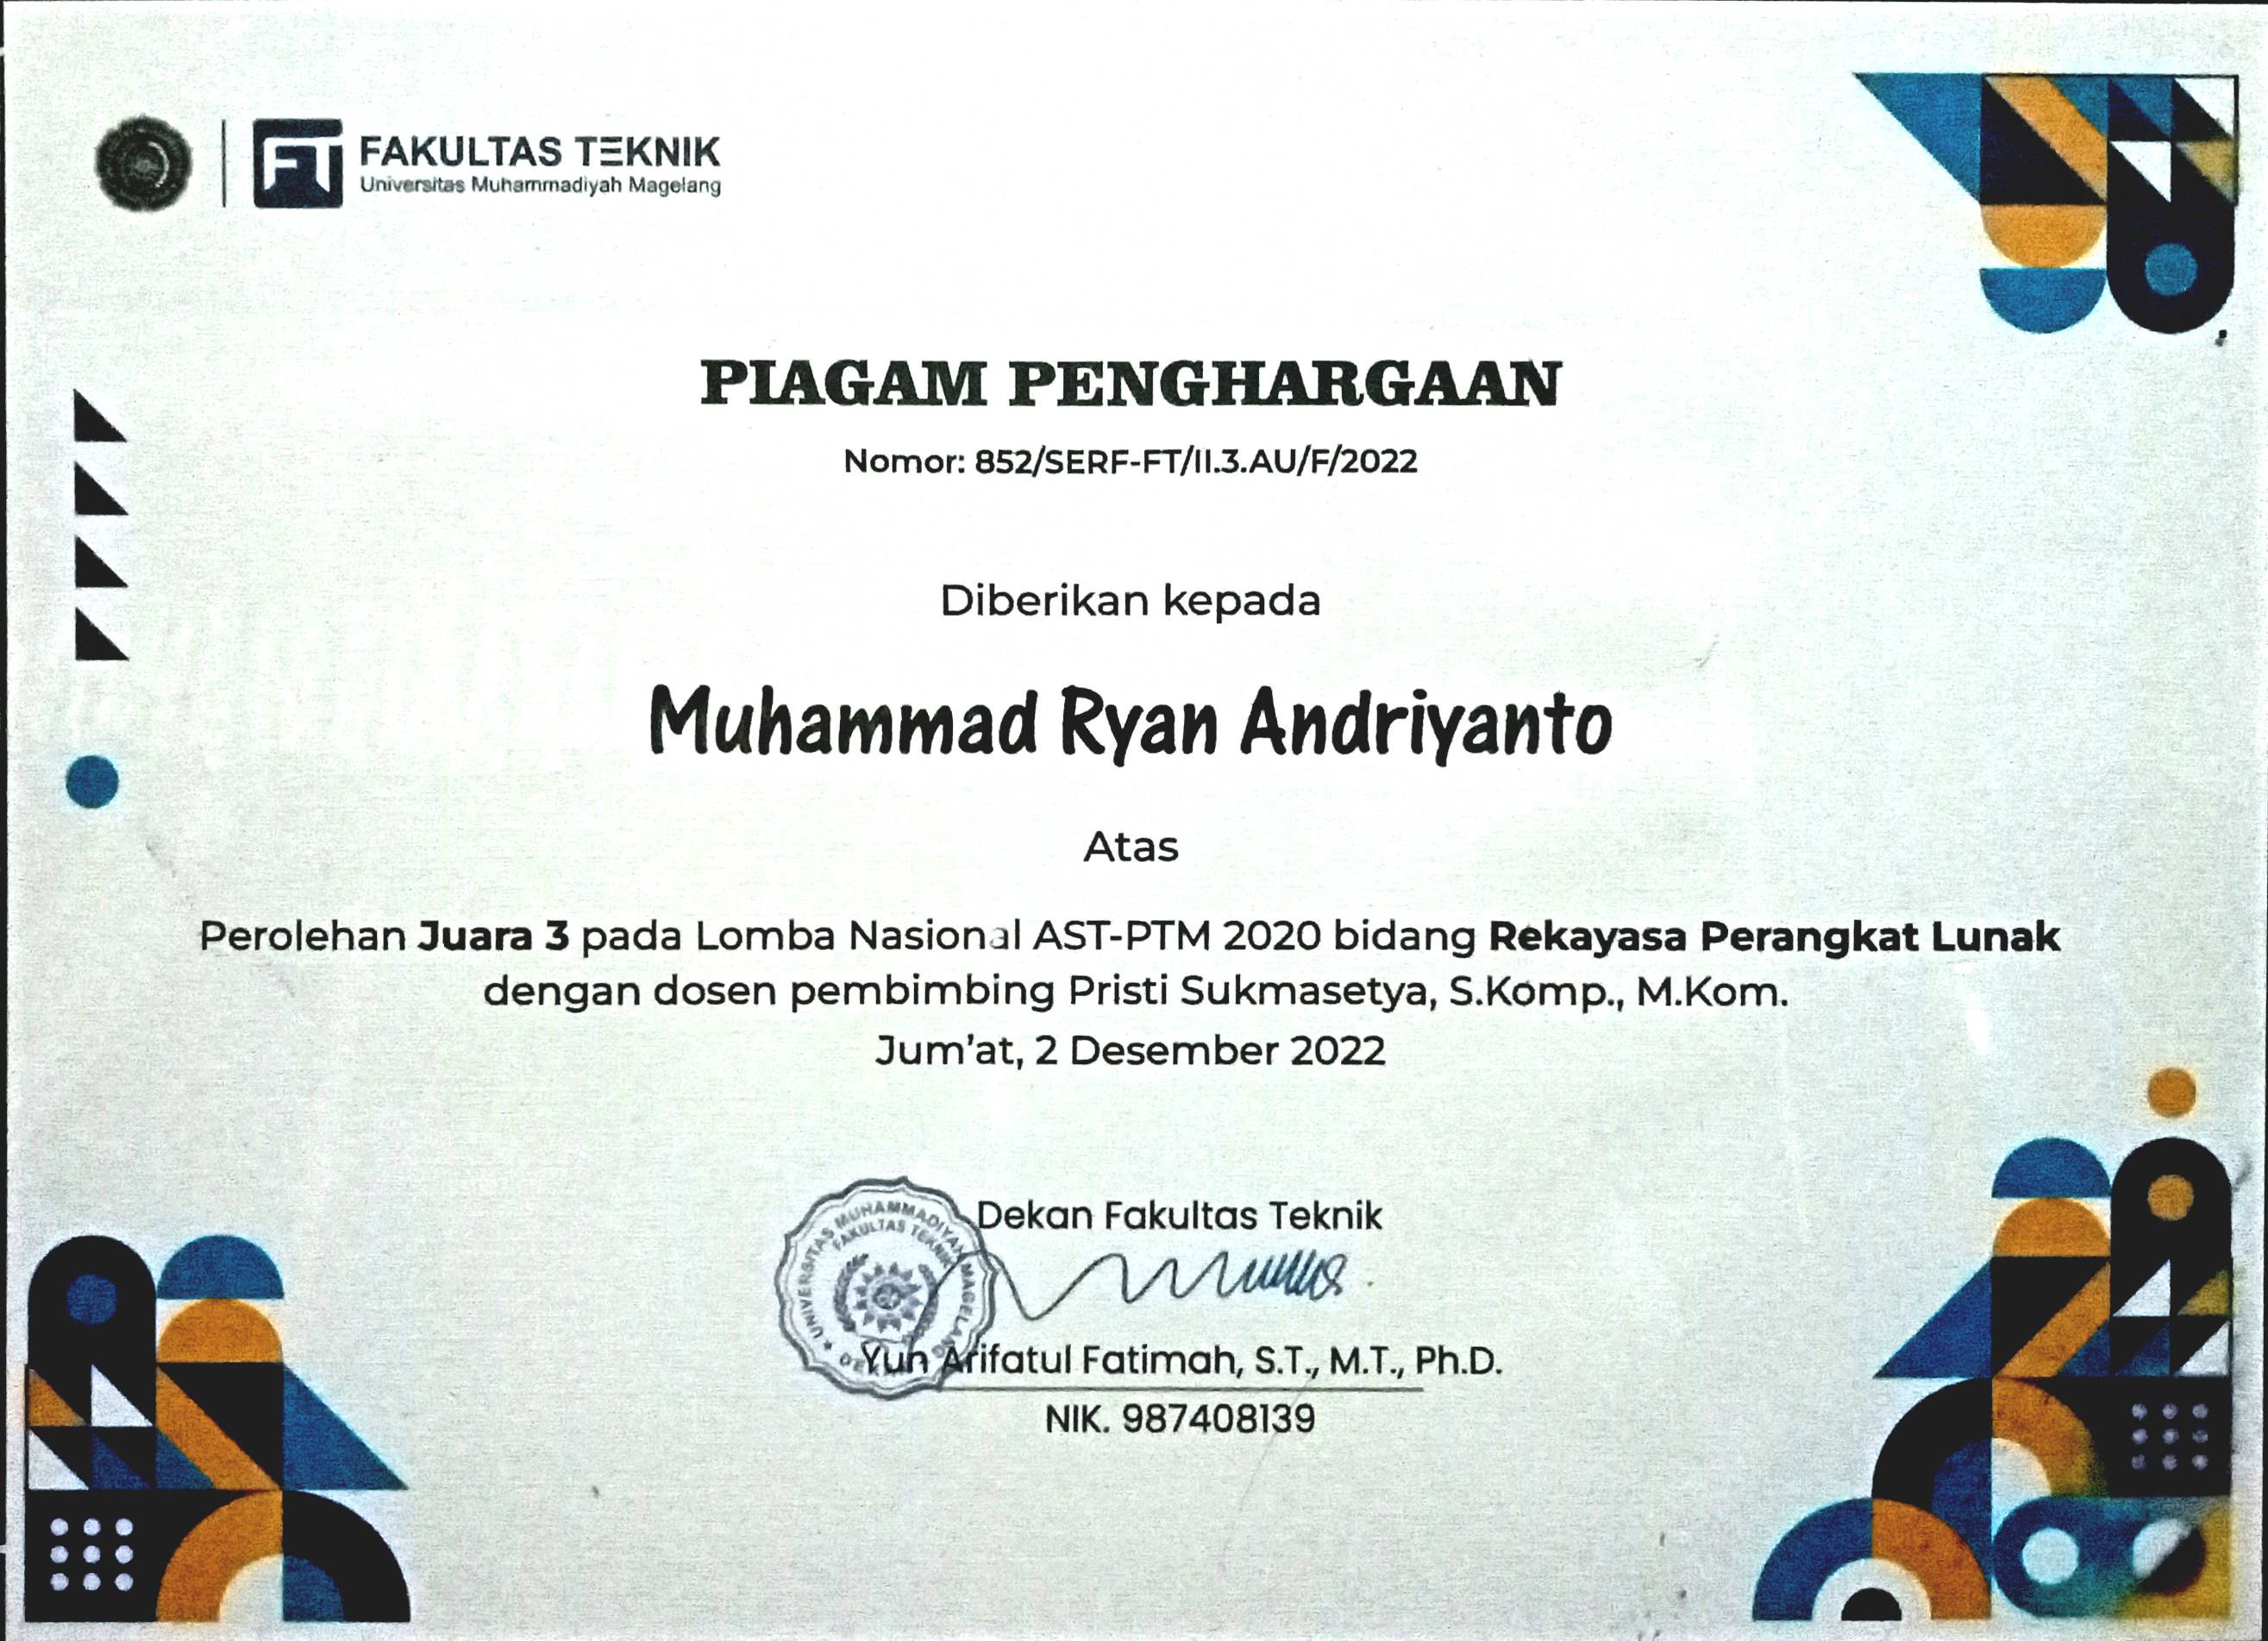 FAKULTAS TEKNIK
Universitas Muhammadiyah Magelang
PIAGAM PENGHARGAAN
Nomor: 852/SERF-FT/II.3.AU/F/2022
Diberikan kepada
Muhammad Ryan Andriyanto
Atas
Perolehan Juara 3 pada Lomba Nasional AST-PTM 2020 bidang Rekayasa Perangkat Lunak
dengan dosen pembimbing Pristi Sukmasetya, S.Komp., M.Kom.
Jum'at, 2 Desember 2022
Dekan Fakultas Teknik
UNIVERSITAS MUHAMMADIYAH MAGELANG
FAKULTAS TEKNIK
Yun Arifatul Fatimah, S.T., M.T., Ph.D.
NIK. 987408139